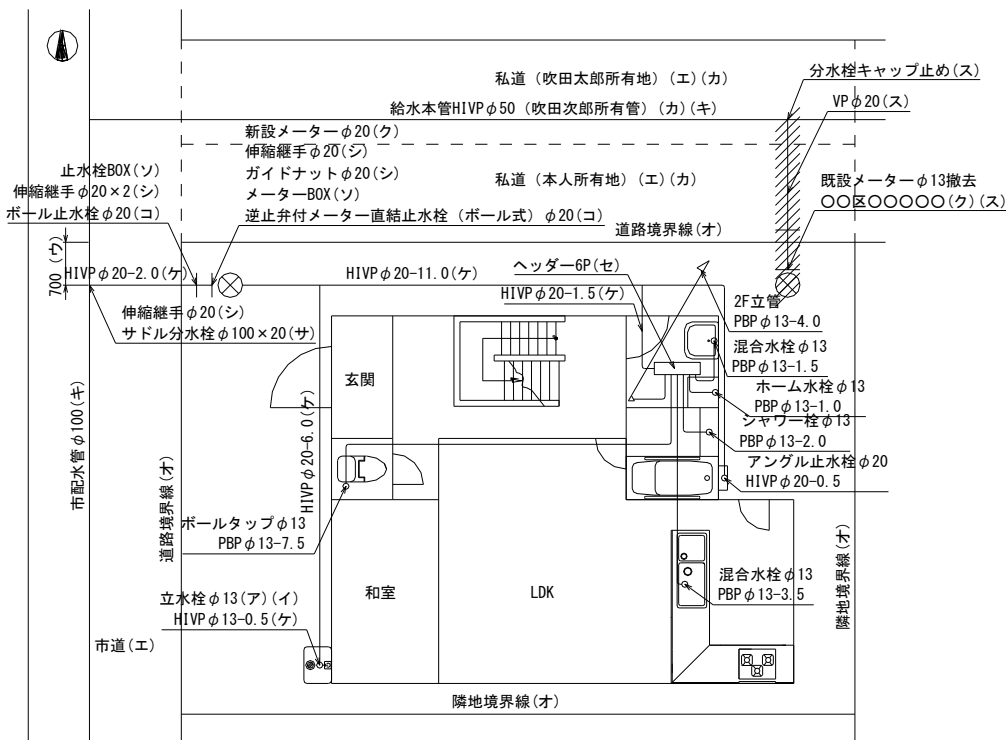 私道（吹田太郎所有地）(エ)(カ)
給水本管HIVPφ50（吹田次郎所有管）(カ)(キ)
分水栓キャップ止め(ス)
VPφ20(ス)
新設メーターφ20(ク)
伸縮継手φ20(シ)
ガイドナットφ20(シ)
メーターBOX(ソ)
逆止弁付メーター直結止水栓（ボール式）φ20(コ)
止水栓BOX(ソ)
伸縮継手φ20×2(シ)
ボール止水栓φ20(コ)
私道（本人所有地）(エ)(カ)
既設メーターφ13撤去
〇〇区〇〇〇〇〇(ク)(ス)
道路境界線(オ)
700(ウ)
HIVPφ20-2.0(ケ)
HIVPφ20-11.0(ケ)
ヘッダー6P(セ)
HIVPφ20-1.5(ケ)
伸縮継手φ20(シ)
サドル分水栓φ100×20(サ)
2F立管
PBPφ13-4.0
混合水栓φ13
PBPφ13-1.5
玄関
ホーム水栓φ13
PBPφ13-1.0
シャワー栓φ13
PBPφ13-2.0
アングル止水栓φ20
HIVPφ20-0.5
HIVPφ20-6.0(ケ)
市配水管φ100(キ)
道路境界線(オ)
ボールタップφ13
PBPφ13-7.5
隣地境界線(オ)
混合水栓φ13
PBPφ13-3.5
和室
LDK
立水栓φ13(ア)(イ)
HIVPφ13-0.5(ケ)
市道(エ)
隣地境界線(オ)